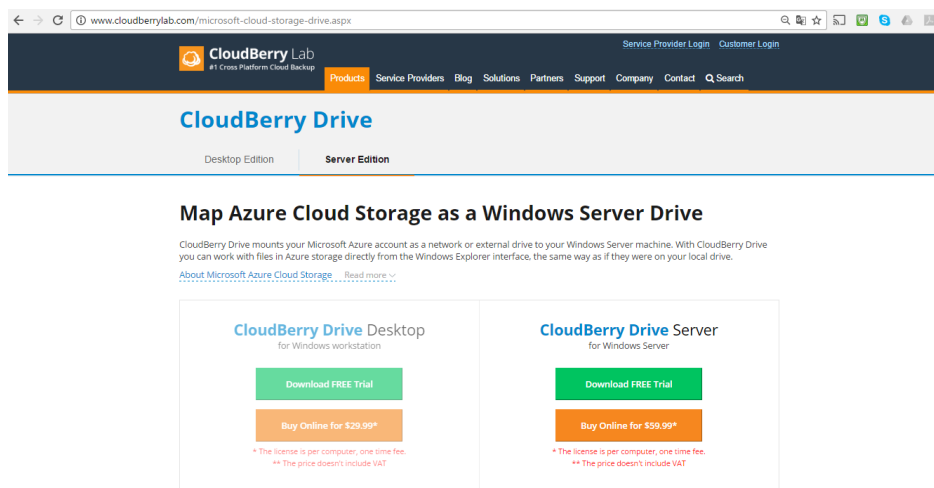 www.cloudberrylab.com/microsoft-cloud-storage-drive.aspx
Service Provider Login Customer Login
CloudBerry Lab
#1 Cross Platform Cloud Backup
Products Service Providers Blog Solutions Partners Support Company Contact Search
CloudBerry Drive
Desktop Edition Server Edition
Map Azure Cloud Storage as a Windows Server Drive
CloudBerry Drive mounts your Microsoft Azure account as a network or external drive to your Windows Server machine. With CloudBerry Drive
you can work with files in Azure storage directly from the Windows Explorer interface, the same way as if they were on your local drive.
About Microsoft Azure Cloud Storage Read more
CloudBerry Drive Desktop
for Windows workstation
Download FREE Trial
Buy Online for $29.99*
* The license is per computer, one time fee.
** The price doesn't include VAT
CloudBerry Drive Server
for Windows Server
Download FREE Trial
Buy Online for $59.99*
* The license is per computer, one time fee.
** The price doesn't include VAT